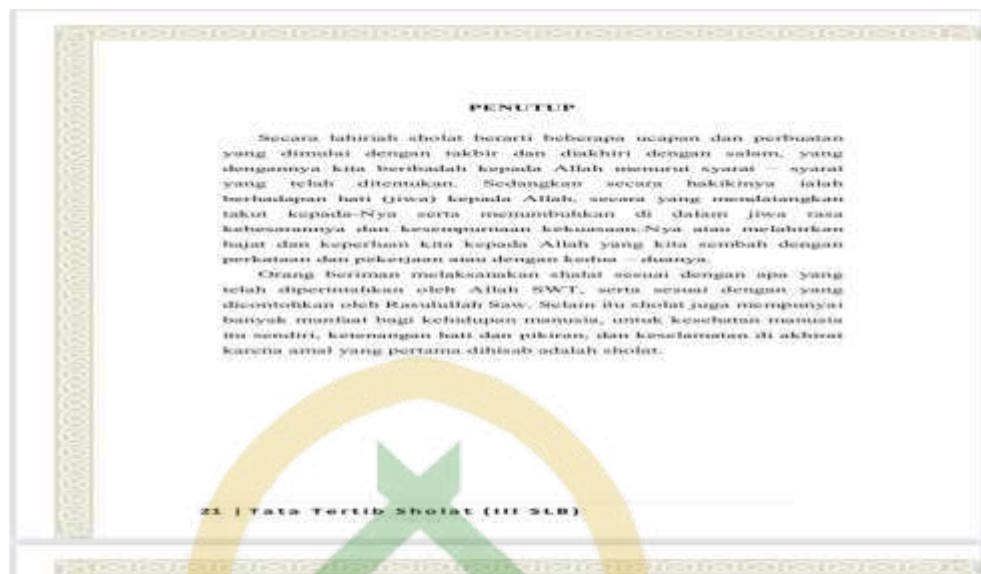 PENUTUP
Secara lahiriah sholat berarti beberapa ucapan dan perbuatan
yang dimulai dengan takbir dan diakhiri dengan salam, yang
dengannya kita beribadah kepada Allah menurut syarat – syarat
yang telah ditentukan. Sedangkan secara hakikinya ialah
berhadapan hati (jiwa) kepada Allah, secara yang mendatangkan
takut kepada-Nya serta menumbuhkan di dalam jiwa rasa
kebesarannya dan kesempurnaan kekuasaan-Nya atau melahirkan
hajat dan keperluan kita kepada Allah yang kita sembah dengan
perkataan dan pekerjaan atau dengan kedua – duanya.
Orang beriman melaksanakan shalat sesuai dengan apa yang
telah diperintahkan oleh Allah SWT, serta sesuai dengan yang
dicontohkan oleh Rasulullah Saw. Selain itu sholat juga mempunyai
banyak manfaat bagi kehidupan manusia, untuk kesehatan manusia
itu sendiri, ketenangan hati dan pikiran, dan keselamatan di akhirat
karena amal yang pertama dihisab adalah sholat.
21 | Tata Tertib Sholat (III SLB)